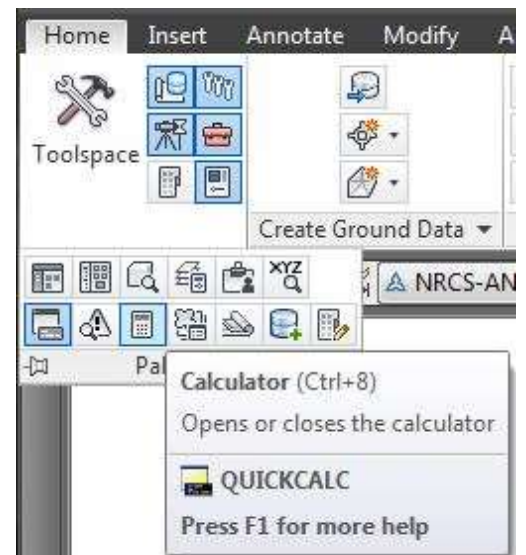 Home Insert Annotate Modify A
Toolspace
Create Ground Data
XYZ
NRCS-AN
Pal
Calculator (Ctrl+8)
Opens or closes the calculator
QUICKCALC
Press F1 for more help